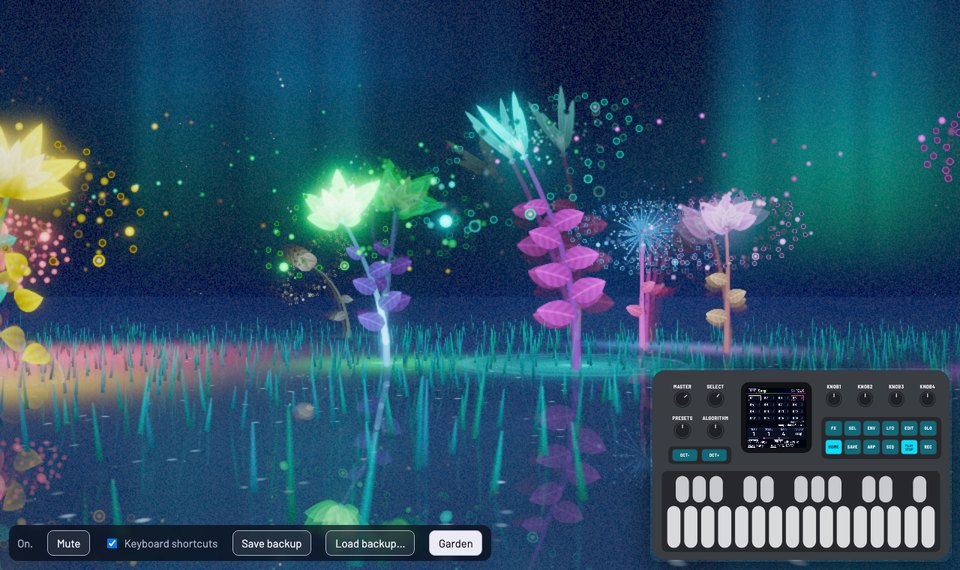 MASTER SELECT KNOB1 KNOB2 KNOB3 KNOB4
PRESETS ALGORITHM
FX SEL ENV LFO EDIT GLO
HOME SAVE ARP SEQ REC
OCT- OCT+
On. Mute Keyboard shortcuts Save backup Load backup... Garden